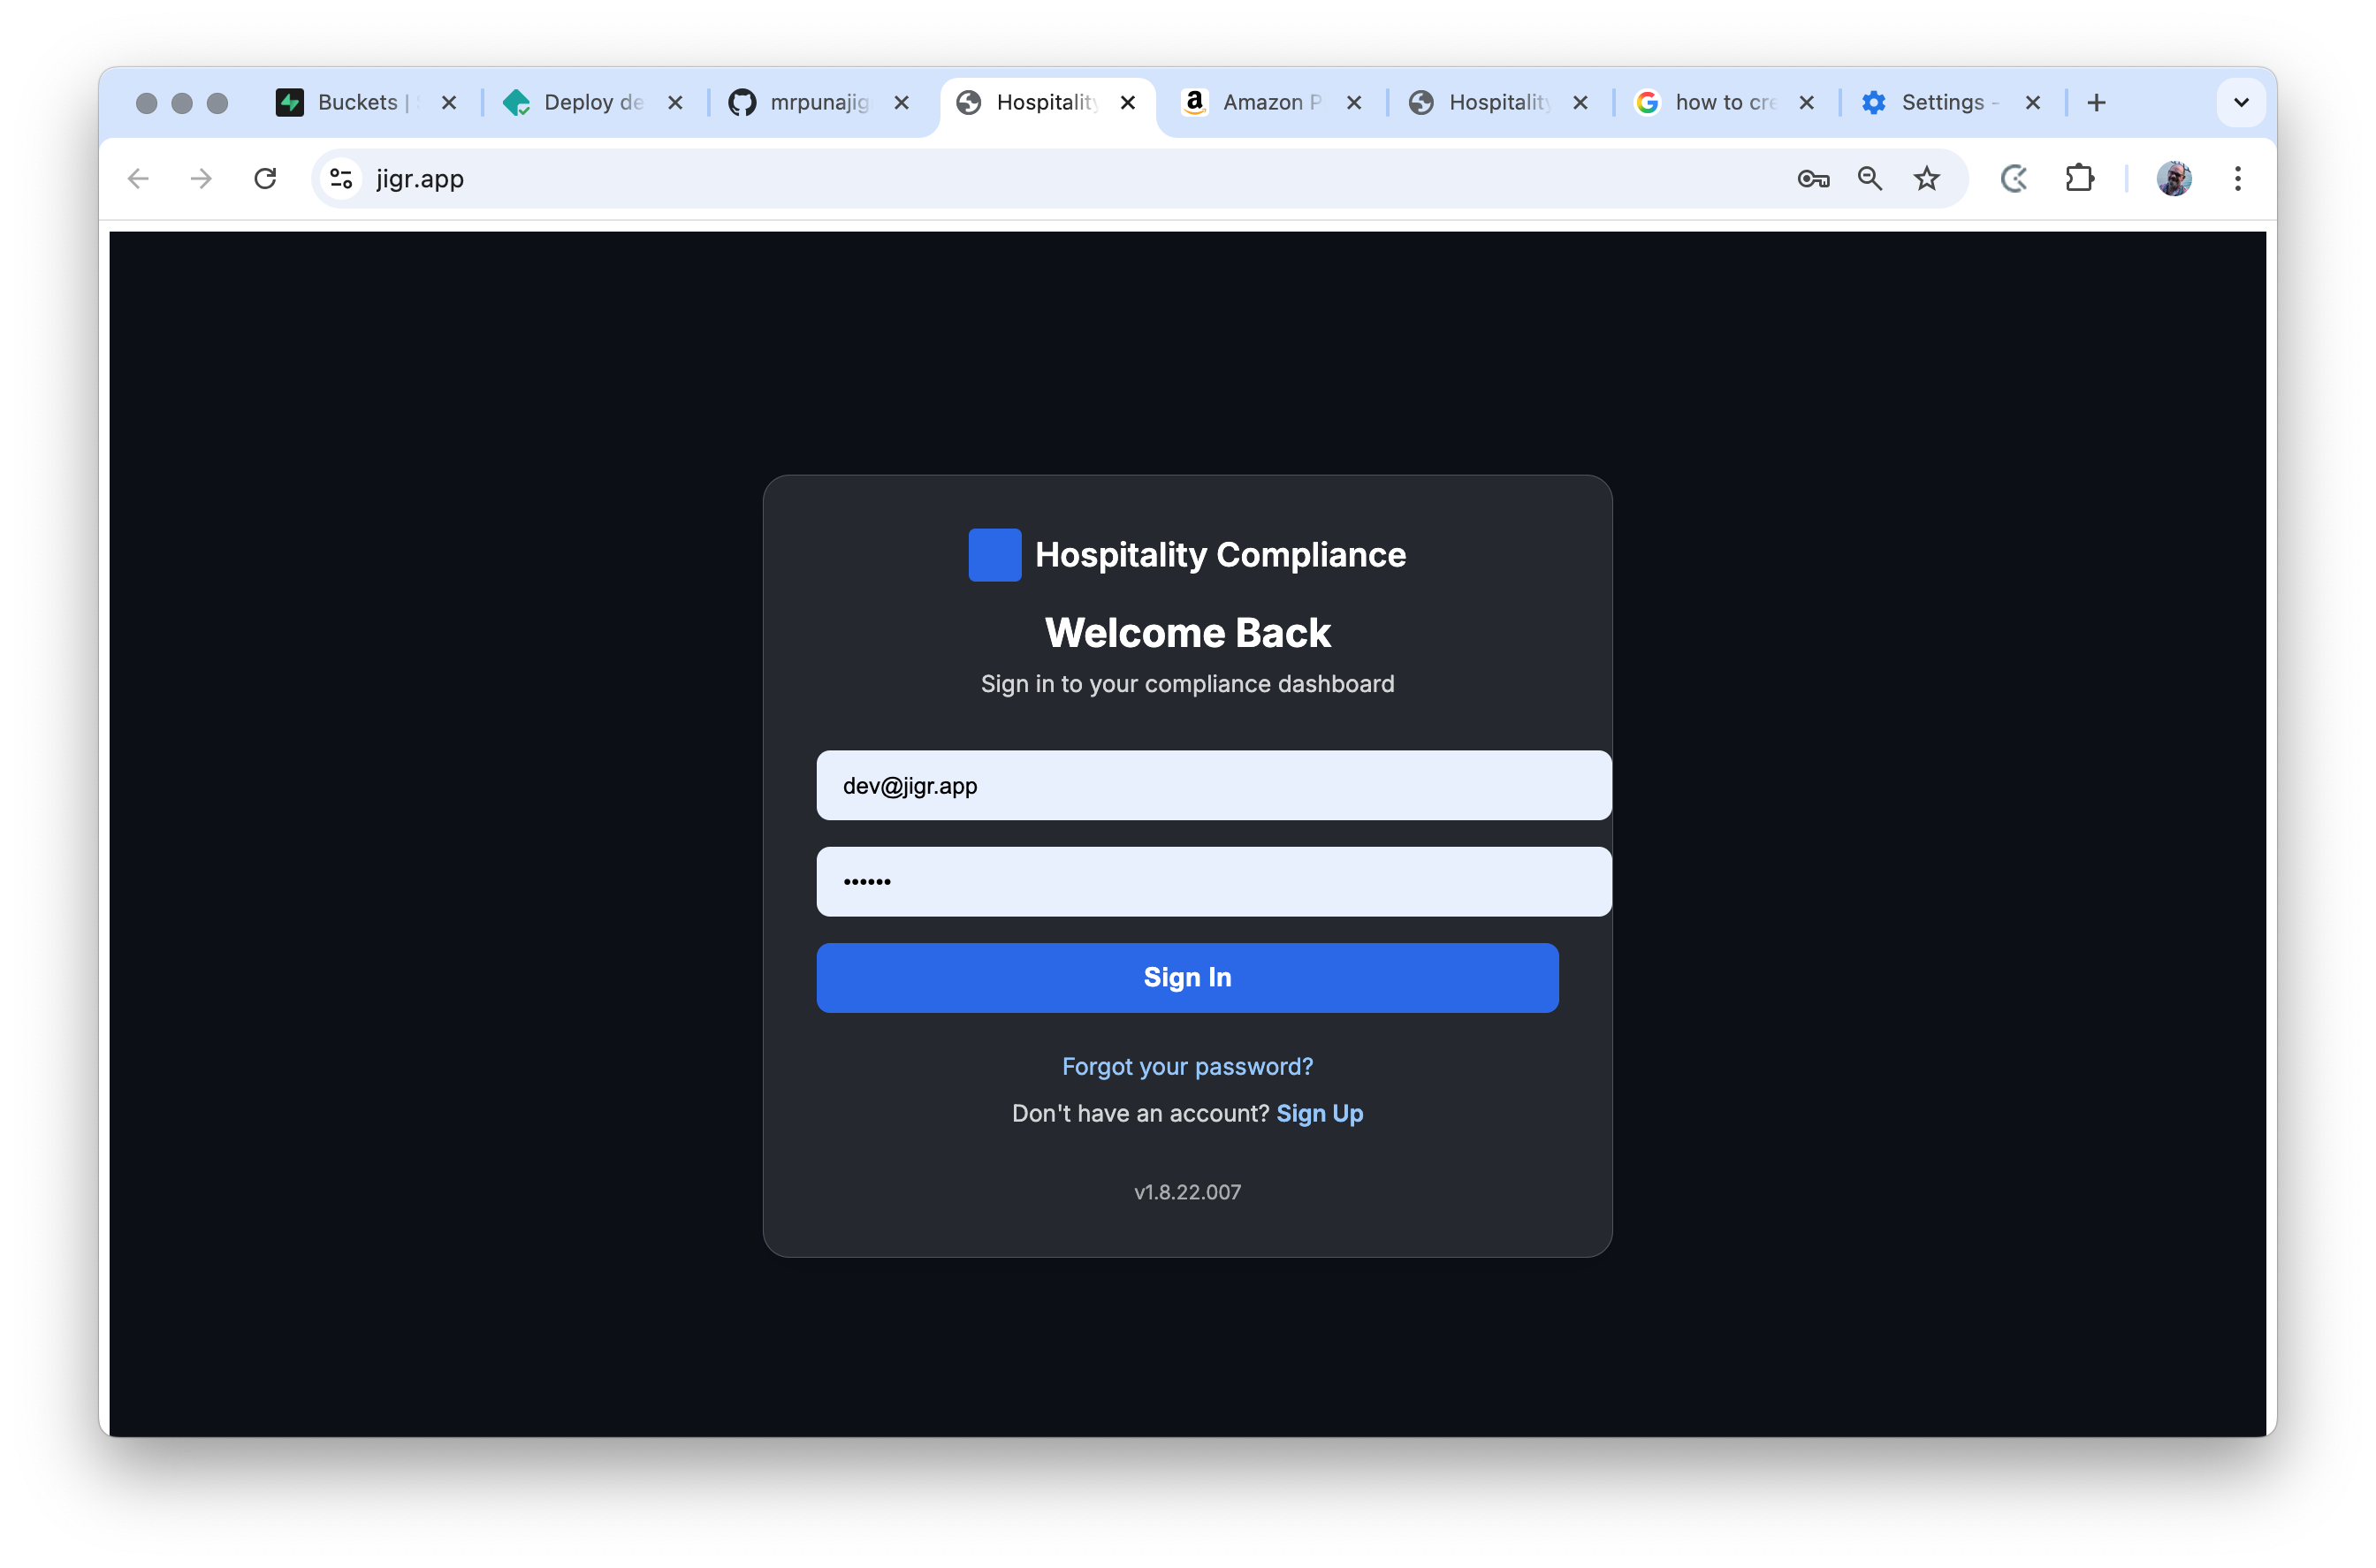 Buckets |
Deploy de
mrpunajig
Hospitality
Amazon P
Hospitality
how to cre
Settings -
jigr.app
Hospitality Compliance
Welcome Back
Sign in to your compliance dashboard
dev@jigr.app
••••••
Sign In
Forgot your password?
Don't have an account? Sign Up
v1.8.22.007